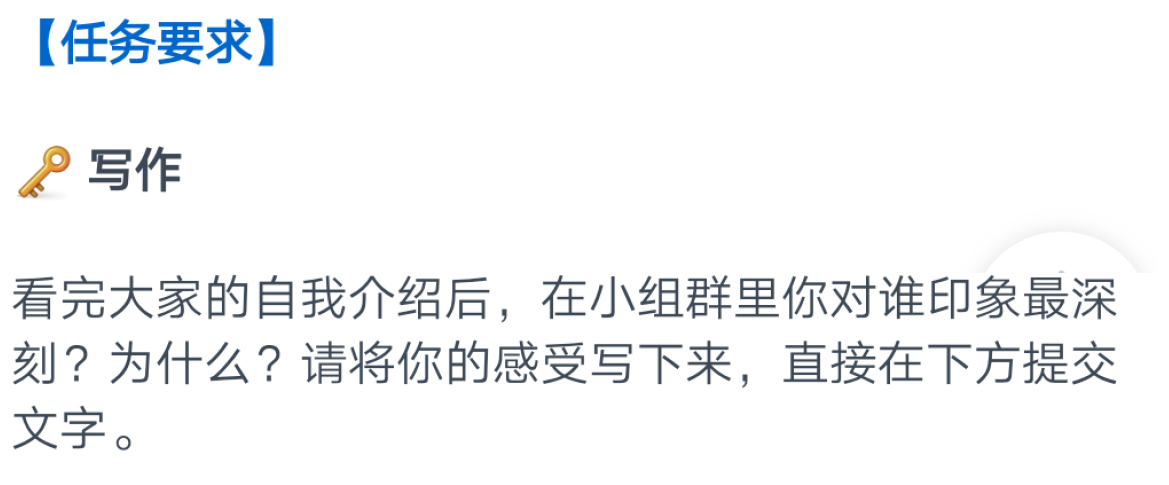 【任务要求】
写作
看完大家的自我介绍后，在小组群里你对谁印象最深
刻？为什么？请将你的感受写下来，直接在下方提交
文字。